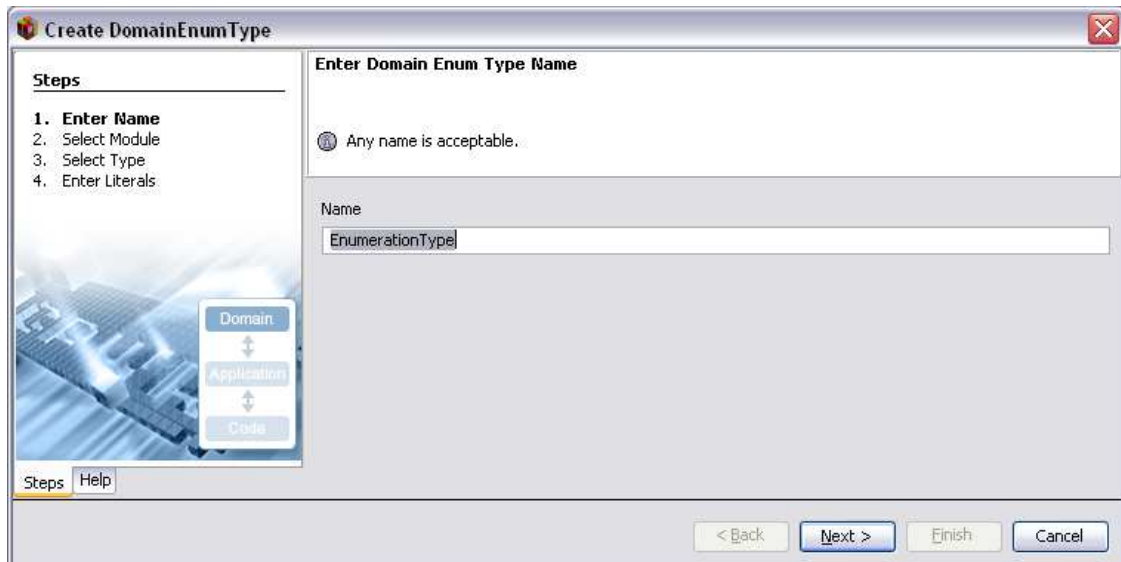 Create DomainEnumType
Steps
1. Enter Name
2. Select Module
3. Select Type
4. Enter Literals
Domain
Application
Code
Steps Help
Enter Domain Enum Type Name
Any name is acceptable.
Name
EnumerationType
< Back Next > Finish Cancel